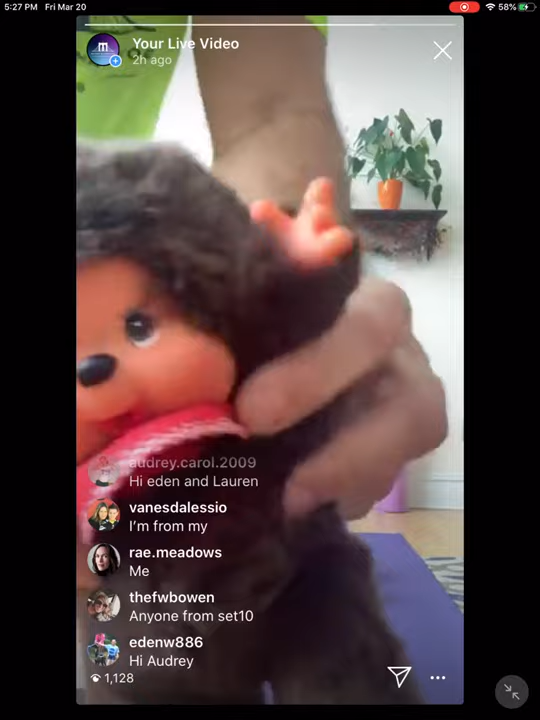 5:27 PM Fri Mar 20
58%
Your Live Video
2h ago
audrey.carol.2009
Hi eden and Lauren
vanesdalessio
I'm from my
rae.meadows
Me
thefwbowen
Anyone from set10
edenw886
Hi Audrey
1,128